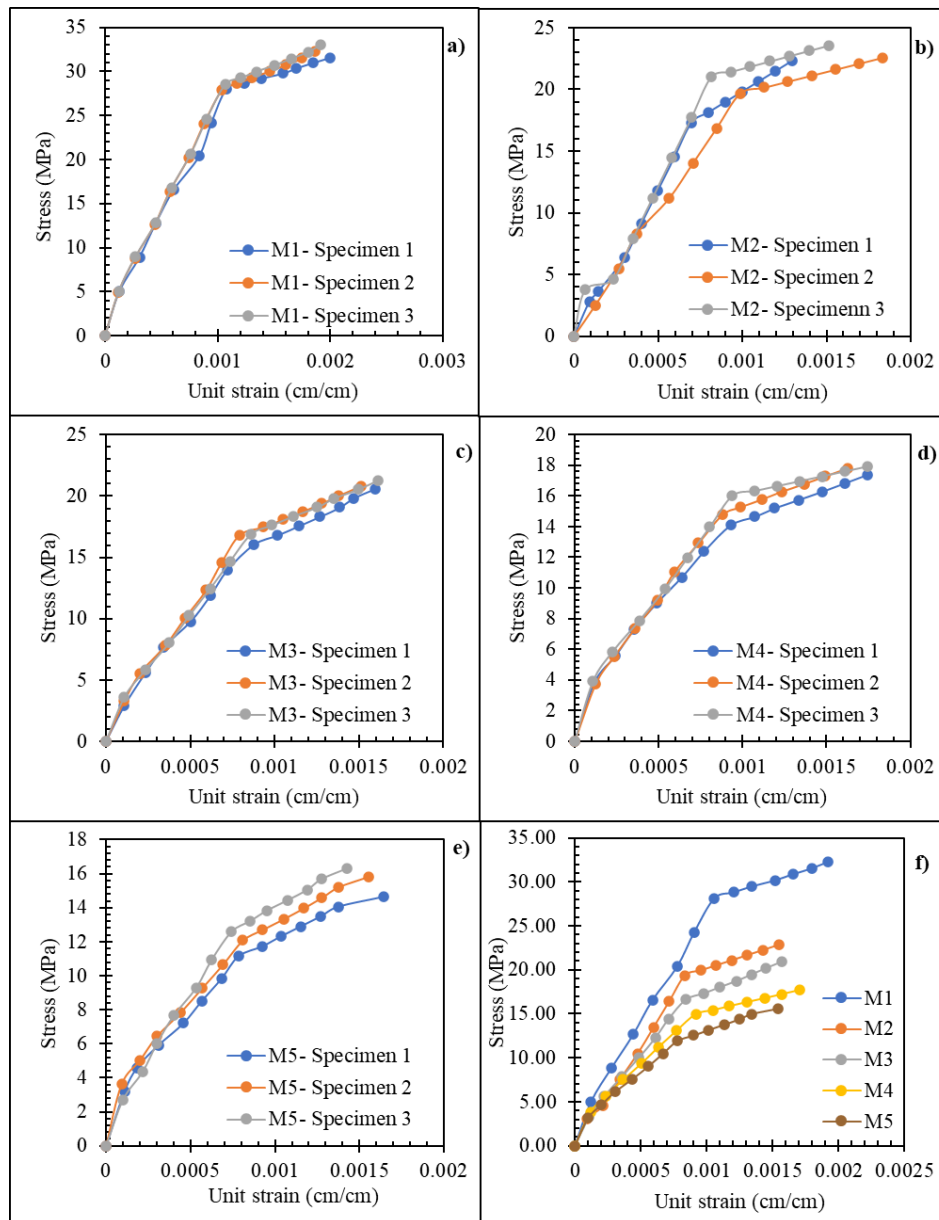 a)
Stress (MPa)
35
30
25
20
15
10
5
0
M1- Specimen 1
M1- Specimen 2
M1- Specimen 3
0 0.001 0.002 0.003
Unit strain (cm/cm)
b)
Stress (MPa)
25
20
15
10
5
0
M2- Specimen 1
M2- Specimen 2
M2- Specimenn 3
0 0.0005 0.001 0.0015 0.002
Unit strain (cm/cm)
c)
Stress (MPa)
25
20
15
10
5
0
M3- Specimen 1
M3- Specimen 2
M3- Specimen 3
0 0.0005 0.001 0.0015 0.002
Unit strain (cm/cm)
d)
Stress (MPa)
20
18
16
14
12
10
8
6
4
2
0
M4- Specimen 1
M4- Specimen 2
M4- Specimen 3
0 0.0005 0.001 0.0015 0.002
Unit strain (cm/cm)
e)
Stress (MPa)
18
16
14
12
10
8
6
4
2
0
M5- Specimen 1
M5- Specimen 2
M5- Specimen 3
0 0.0005 0.001 0.0015 0.002
Unit strain (cm/cm)
f)
Stress (MPa)
35.00
30.00
25.00
20.00
15.00
10.00
5.00
0.00
M1
M2
M3
M4
M5
0 0.0005 0.001 0.0015 0.002 0.0025
Unit strain (cm/cm)